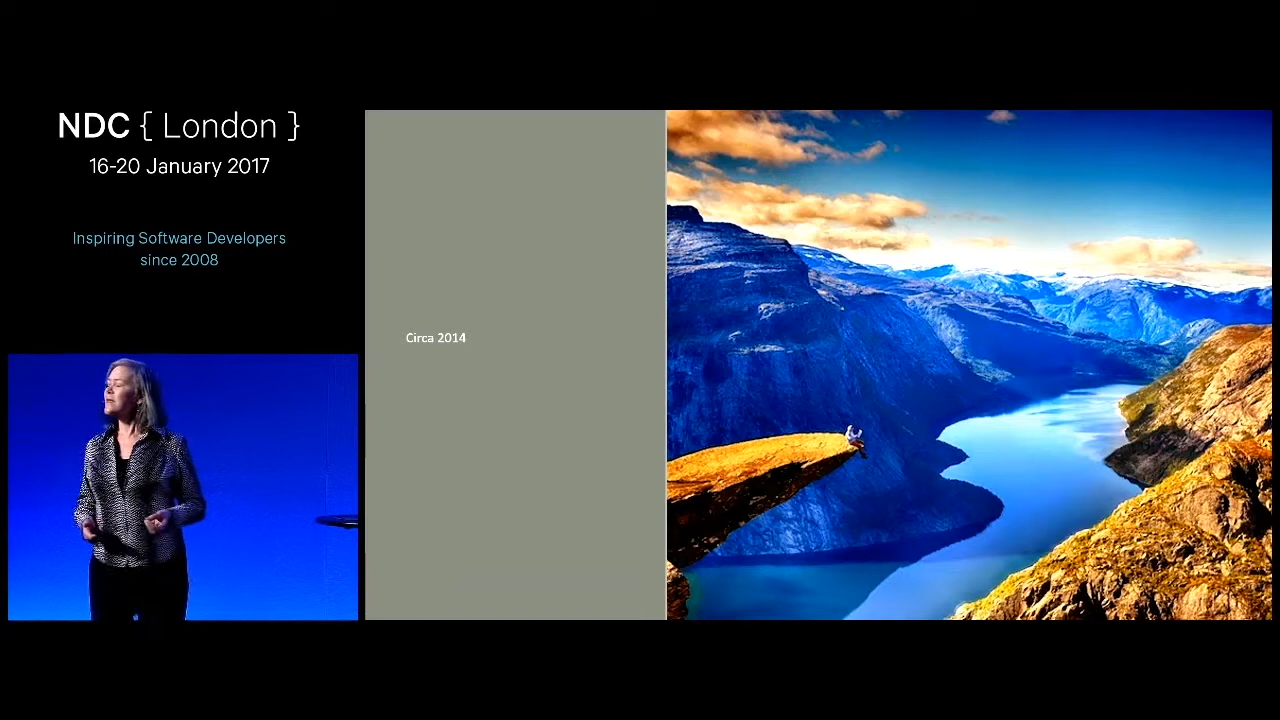 NDC { London }
16-20 January 2017
Inspiring Software Developers
since 2008
Circa 2014